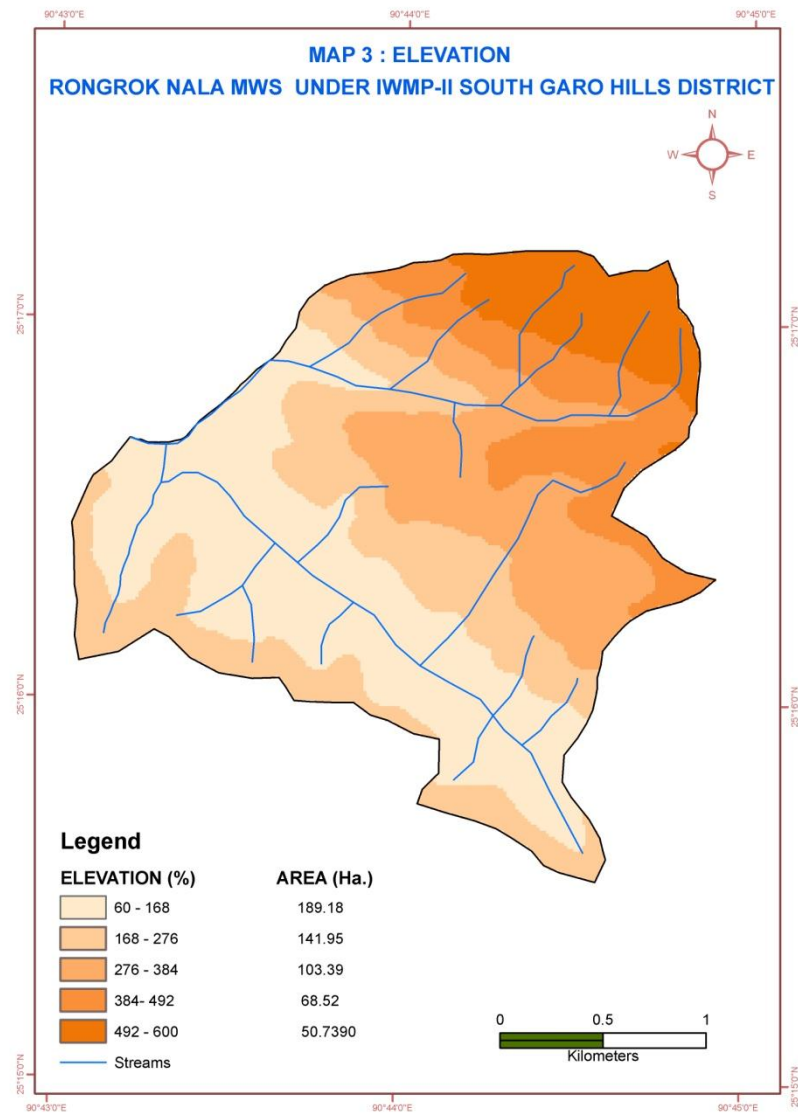 90°43'0"E 90°44'0"E 90°45'0"E
MAP 3 : ELEVATION
RONGROK NALA MWS UNDER IWMP-II SOUTH GARO HILLS DISTRICT
N
W E
S
25°17'0"N 25°17'0"N
25°16'0"N 25°16'0"N
Legend
ELEVATION (%) AREA (Ha.)
60 - 168 189.18
168 - 276 141.95
276 - 384 103.39
384- 492 68.52
492 - 600 50.7390
Streams
0 0.5 1
Kilometers
25°15'0"N 25°15'0"N
90°43'0"E 90°44'0"E 90°45'0"E